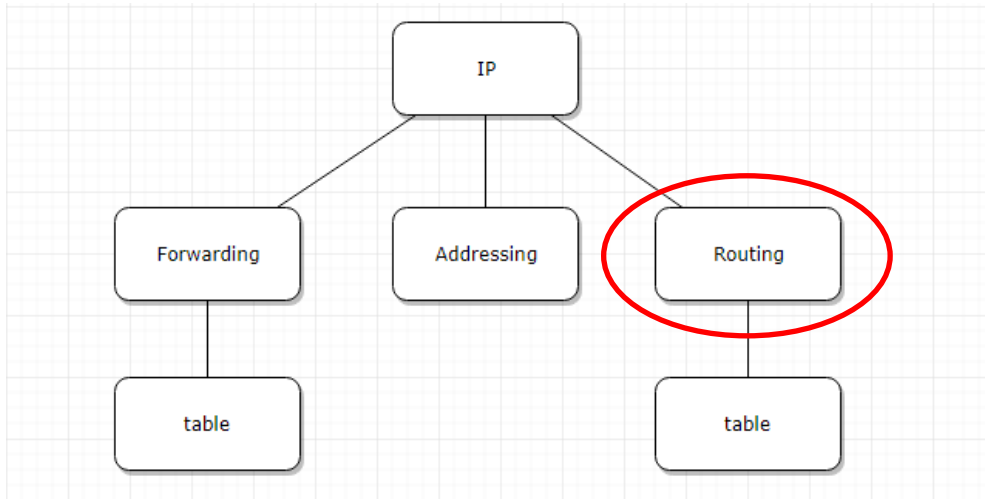 IP
Forwarding
Addressing
Routing
table
table